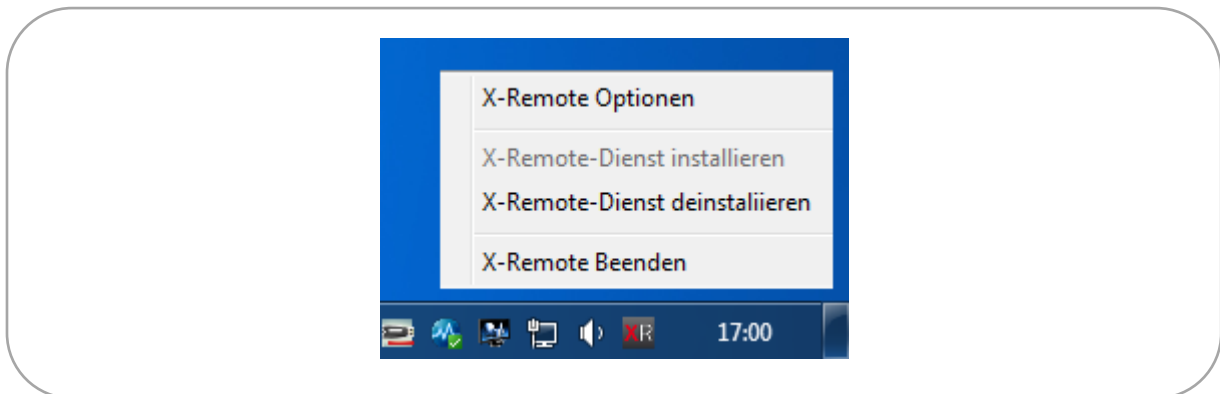 X-Remote Optionen
X-Remote-Dienst installieren
X-Remote-Dienst deinstaliieren
X-Remote Beenden
XR 17:00